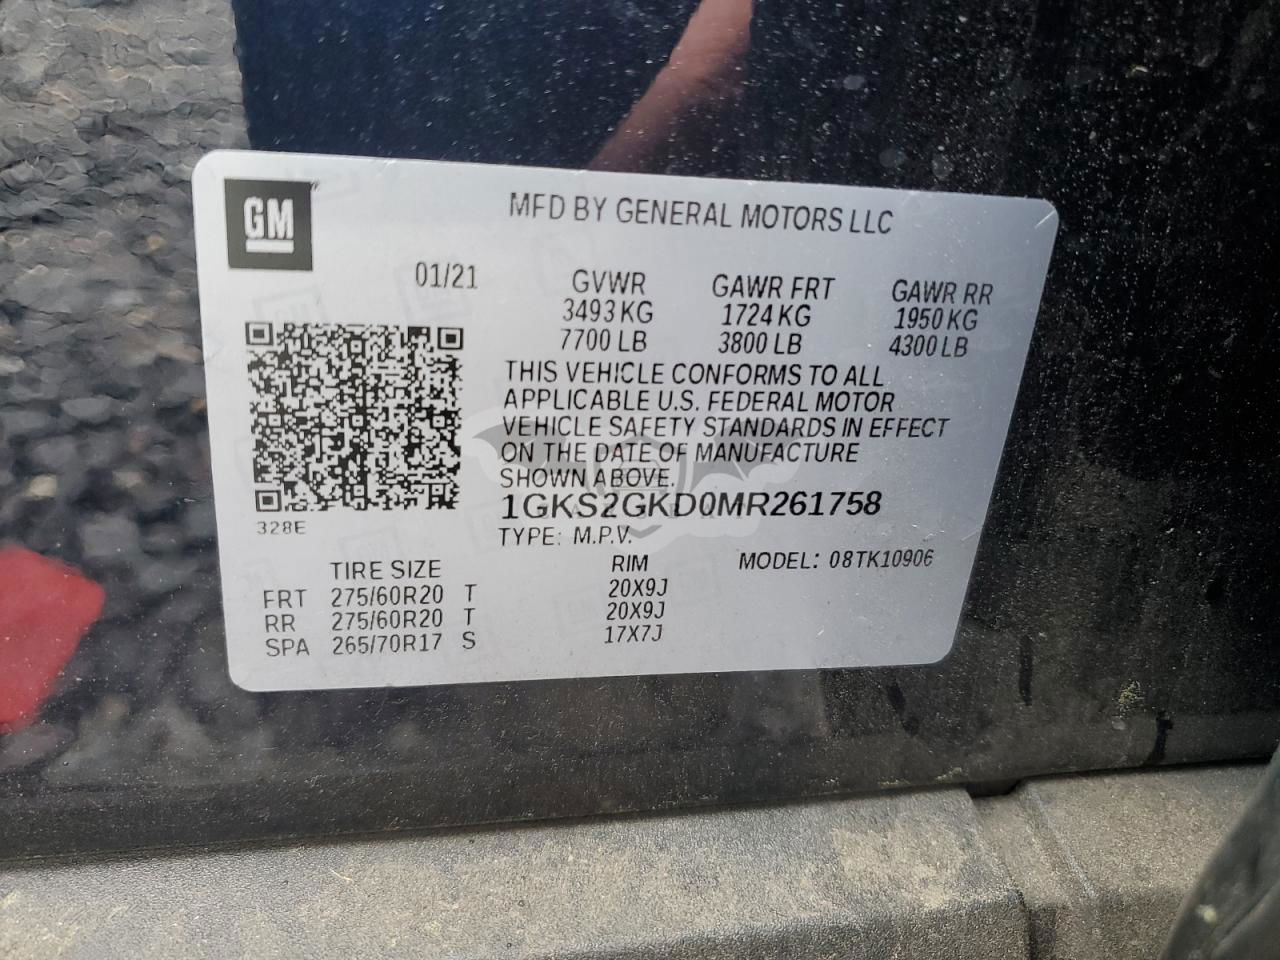 GM
MFD BY GENERAL MOTORS LLC
01/21 GVWR GAWR FRT GAWR RR
3493 KG 1724 KG 1950 KG
7700 LB 3800 LB 4300 LB
THIS VEHICLE CONFORMS TO ALL
APPLICABLE U.S. FEDERAL MOTOR
VEHICLE SAFETY STANDARDS IN EFFECT
ON THE DATE OF MANUFACTURE
SHOWN ABOVE.
1GKS2GKD0MR261758
328E
TYPE: M.P.V.
MODEL: 08TK10906
TIRE SIZE RIM
FRT 275/60R20 T 20X9J
RR 275/60R20 T 20X9J
SPA 265/70R17 S 17X7J